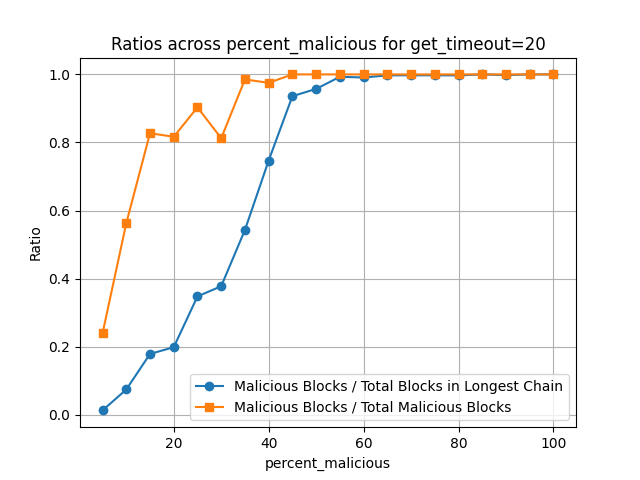 Ratios across percent_malicious for get_timeout=20
Ratio
1.0
0.8
0.6
0.4
0.2
0.0
Malicious Blocks / Total Blocks in Longest Chain
Malicious Blocks / Total Malicious Blocks
20 40 60 80 100
percent_malicious